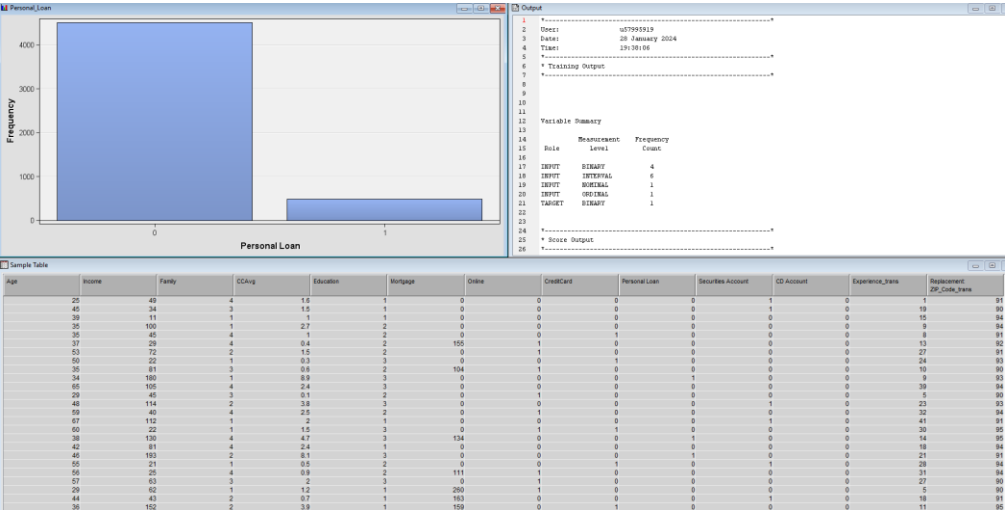 Personal_Loan
Frequency
4000
3000
2000
1000
0
0 1
Personal Loan
Output
1 *------------------------------------------------------------*
2 User: u57995919
3 Date: 28 January 2024
4 Time: 19:38:06
5 *------------------------------------------------------------*
6 * Training Output
7 *------------------------------------------------------------*
8
9
10
11
12 Variable Summary
13
14 Measurement Frequency
15 Role Level Count
16
17 INPUT BINARY 4
18 INPUT INTERVAL 6
19 INPUT NOMINAL 1
20 INPUT ORDINAL 1
21 TARGET BINARY 1
22
23
24 *------------------------------------------------------------*
25 * Score Output
26 *------------------------------------------------------------*
Sample Table
Age Income Family CCAvg Education Mortgage Online CreditCard Personal Loan Securities Account CD Account Experience_trans Replacement: ZIP_Code_trans
25 49 4 1.6 1 0 0 0 0 1 0 1 91
45 34 3 1.5 1 0 0 0 0 1 0 19 90
39 11 1 1 1 0 0 0 0 0 0 15 94
35 100 1 2.7 2 0 0 0 0 0 0 9 94
35 45 4 1 2 0 0 1 0 0 0 8 91
37 29 4 0.4 2 155 1 0 0 0 0 13 92
53 72 2 1.5 2 0 1 0 0 0 0 27 91
50 22 1 0.3 3 0 0 1 0 0 0 24 93
35 81 3 0.6 2 104 1 0 0 0 0 10 90
34 180 1 8.9 3 0 0 0 1 0 0 9 93
65 105 4 2.4 3 0 0 0 0 0 0 39 94
29 45 3 0.1 2 0 1 0 0 0 0 5 90
48 114 2 3.8 3 0 0 0 0 1 0 23 93
59 40 4 2.5 2 0 1 0 0 0 0 32 94
67 112 1 2 1 0 0 0 0 1 0 41 91
60 22 1 1.5 3 0 1 1 0 0 0 30 95
38 130 4 4.7 3 134 0 0 1 0 0 14 95
42 81 4 2.4 1 0 0 0 0 0 0 18 94
46 193 2 8.1 3 0 0 0 1 0 0 21 91
55 21 1 0.5 2 0 0 1 0 1 0 28 94
56 25 4 0.9 2 111 1 0 0 0 0 31 94
57 63 3 2 3 0 1 0 0 0 0 27 90
29 62 1 1.2 1 260 1 0 0 0 0 5 90
44 43 2 0.7 1 163 0 0 0 1 0 18 91
36 152 2 3.9 1 159 0 1 0 0 0 11 95